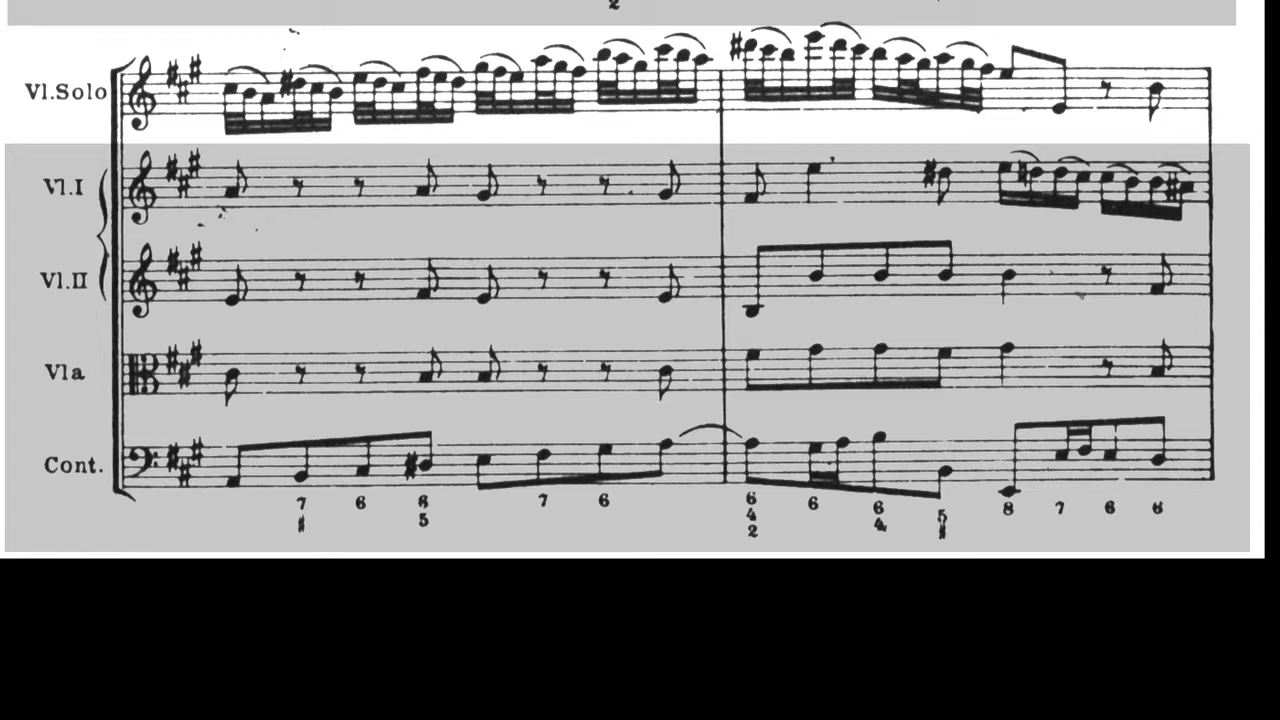 2
Vl.Solo
Vl.I
Vl.II
Vla
Cont.
7 6 8 7 6 6 6 6 5 8 7 6 6
# 5 4 4 #
2